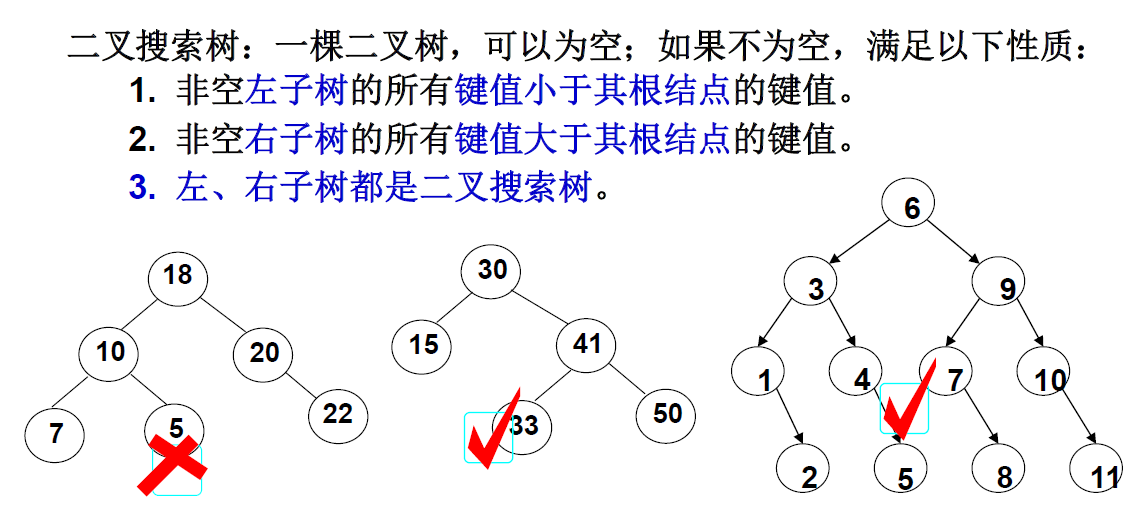 二叉搜索树：一棵二叉树，可以为空；如果不为空，满足以下性质：
1. 非空左子树的所有键值小于其根结点的键值。
2. 非空右子树的所有键值大于其根结点的键值。
3. 左、右子树都是二叉搜索树。
18
10 20
7 5 22
30
15 41
33 50
6
3 9
1 4 7 10
2 5 8 11